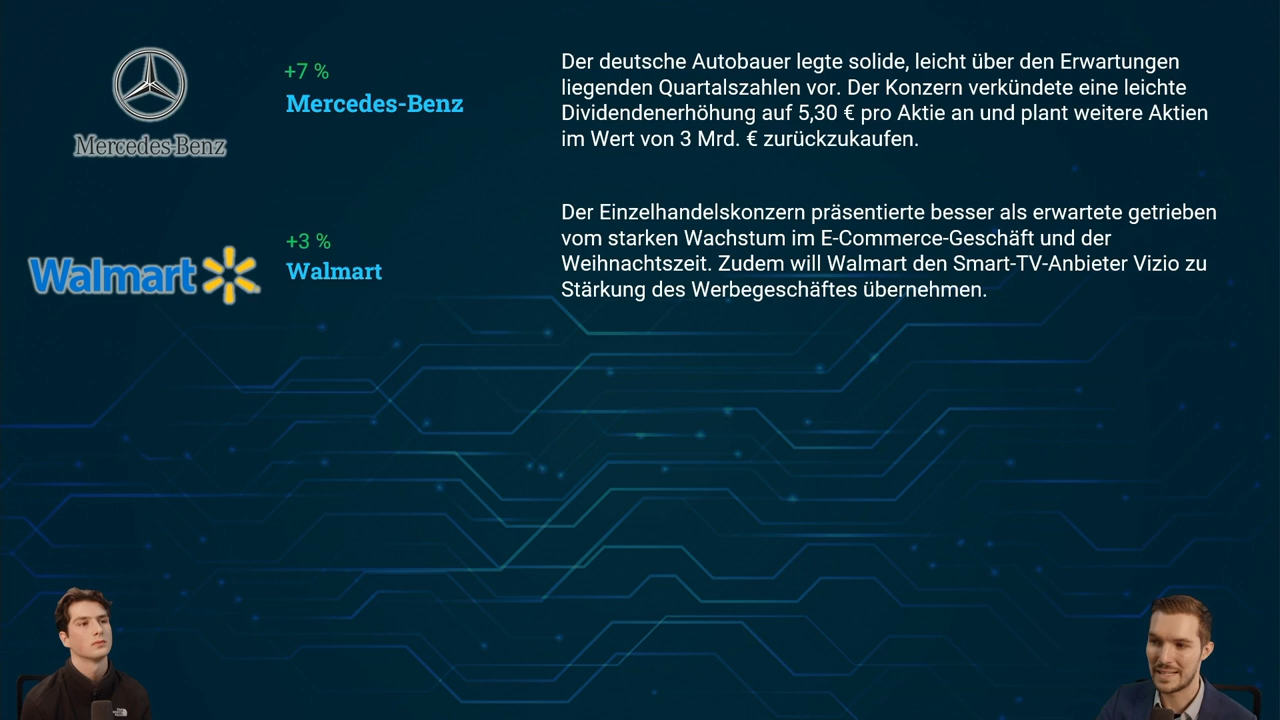 Mercedes-Benz
+7 %
Mercedes-Benz
Der deutsche Autobauer legte solide, leicht über den Erwartungen
liegenden Quartalszahlen vor. Der Konzern verkündete eine leichte
Dividendenerhöhung auf 5,30 € pro Aktie an und plant weitere Aktien
im Wert von 3 Mrd. € zurückzukaufen.
Walmart
+3 %
Walmart
Der Einzelhandelskonzern präsentierte besser als erwartete getrieben
vom starken Wachstum im E-Commerce-Geschäft und der
Weihnachtszeit. Zudem will Walmart den Smart-TV-Anbieter Vizio zu
Stärkung des Werbegeschäftes übernehmen.